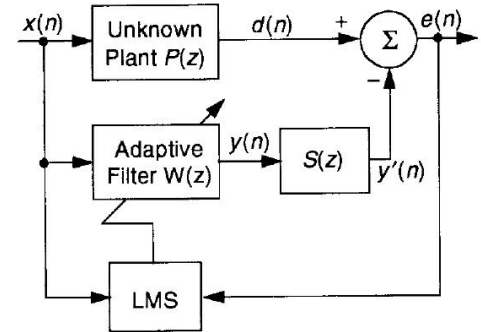 x(n)
Unknown
Plant P(z)
d(n)
+
Σ
e(n)
−
Adaptive
Filter W(z)
y(n)
S(z)
y'(n)
LMS